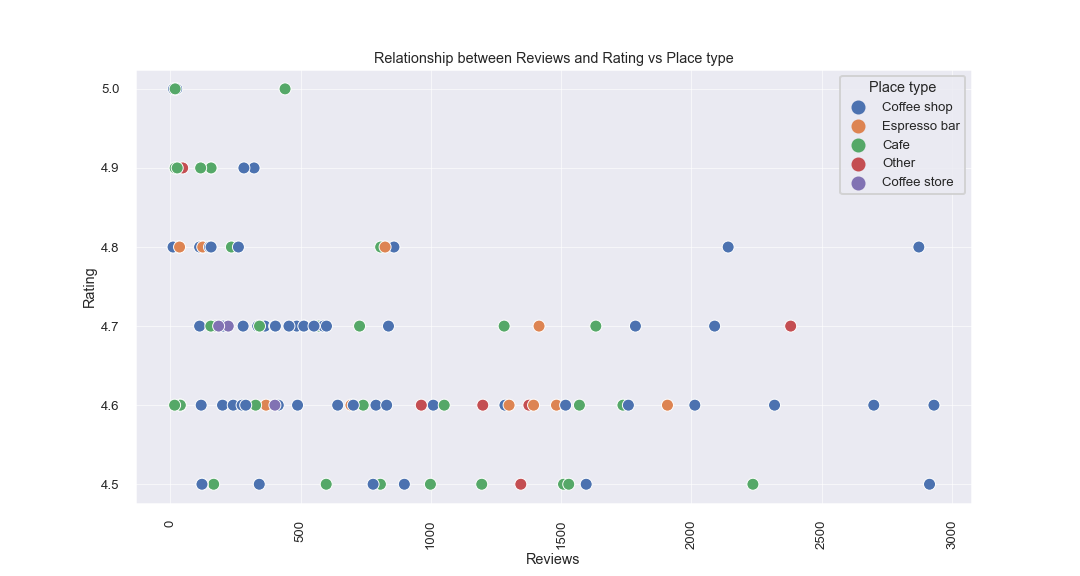 Relationship between Reviews and Rating vs Place type
Place type
Coffee shop
Espresso bar
Cafe
Other
Coffee store
5.0
4.9
4.8
4.7
4.6
4.5
Rating
0
500
1000
1500
2000
2500
3000
Reviews